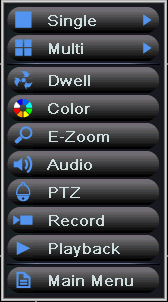 Single
Multi
Dwell
Color
E-Zoom
Audio
PTZ
Record
Playback
Main Menu